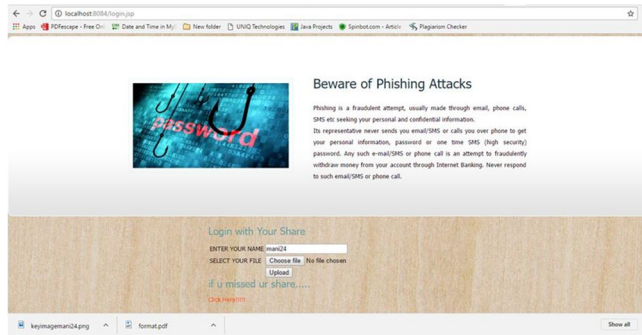 localhost:8084/login.jsp
Apps PDFescape - Free Onli Date and Time in My New folder UNIQ Technologies Java Projects Spinbot.com - Article Plagiarism Checker
password
Beware of Phishing Attacks
Phishing is a fraudulent attempt, usually made through email, phone calls,
SMS etc seeking your personal and confidential information.
Its representative never sends you email/SMS or calls you over phone to get
your personal information, password or one time SMS (high security)
password. Any such e-mail/SMS or phone call is an attempt to fraudulently
withdraw money from your account through Internet Banking. Never respond
to such email/SMS or phone call.
Login with Your Share
ENTER YOUR NAME mani24
SELECT YOUR FILE Choose file No file chosen
Upload
if u missed ur share.....
Click Here!!!!
keyimagemani24.png format.pdf Show all